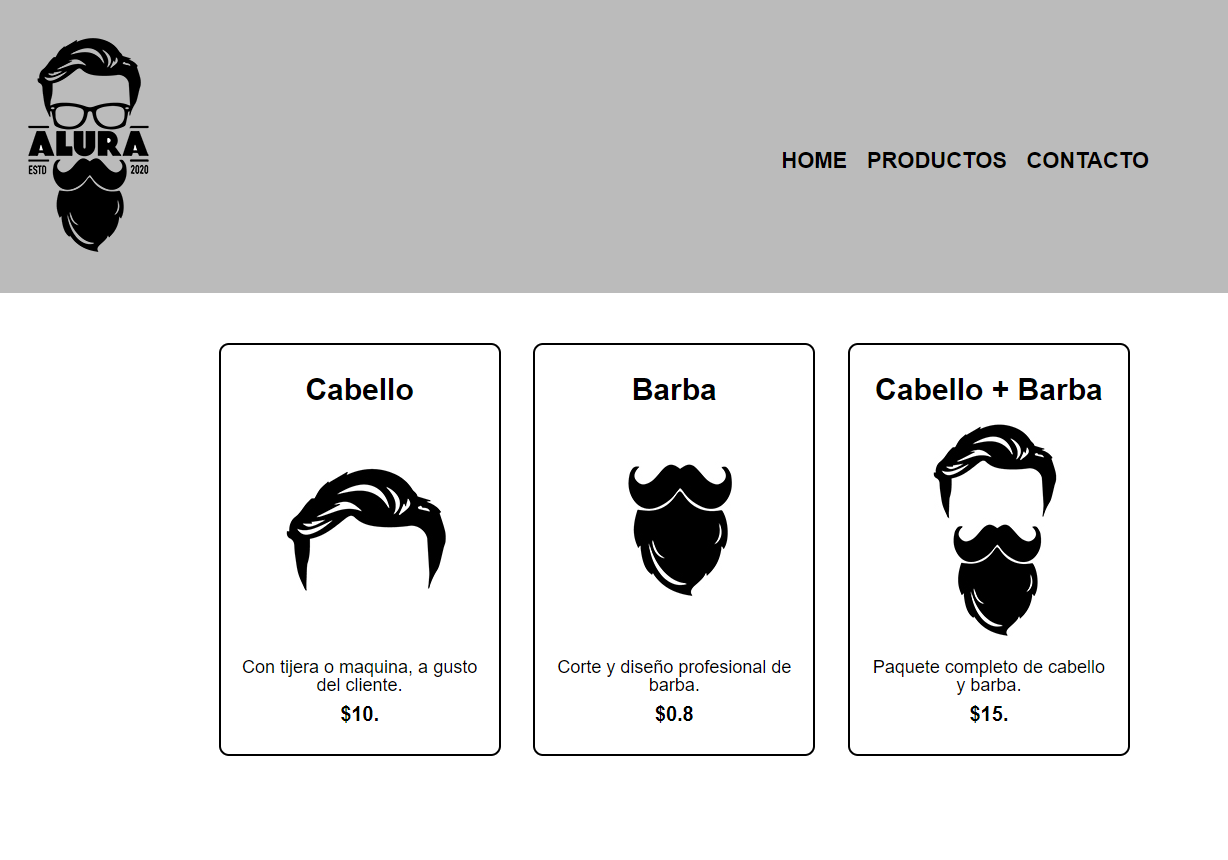 ALURA
ESTD 2020
HOME PRODUCTOS CONTACTO
Cabello
Con tijera o maquina, a gusto
del cliente.
$10.
Barba
Corte y diseño profesional de
barba.
$0.8
Cabello + Barba
Paquete completo de cabello
y barba.
$15.